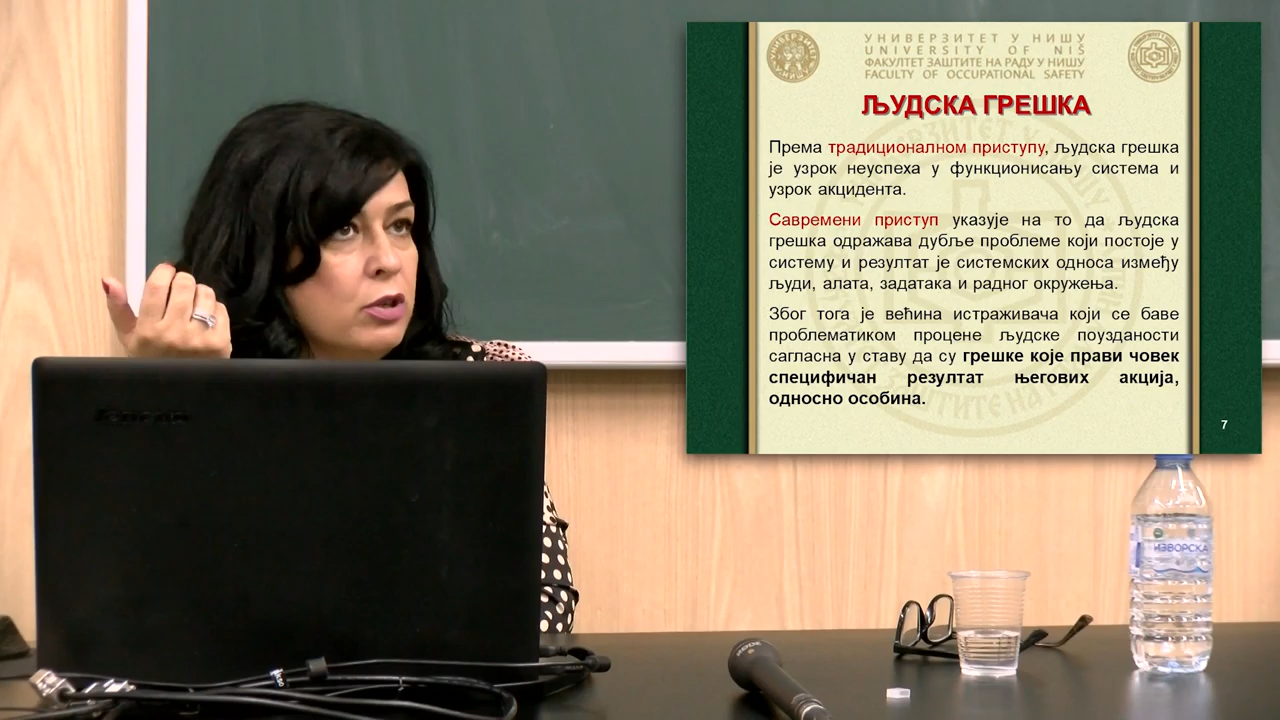 УНИВЕРЗИТЕТ У НИШУ
UNIVERSITY OF NIŠ
ФАКУЛТЕТ ЗАШТИТЕ НА РАДУ У НИШУ
FACULTY OF OCCUPATIONAL SAFETY
ЉУДСКА ГРЕШКА
Према традиционалном приступу, људска грешка
је узрок неуспеха у функционисању система и
узрок акцидента.
Савремени приступ указује на то да људска
грешка одражава дубље проблеме који постоје у
систему и резултат је системских односа између
људи, алата, задатака и радног окружења.
Због тога је већина истраживача који се баве
проблематиком процене људске поузданости
сагласна у ставу да су грешке које прави човек
специфичан резултат његових акција,
односно особина.
7
ИЗВОРСКА
lenovo